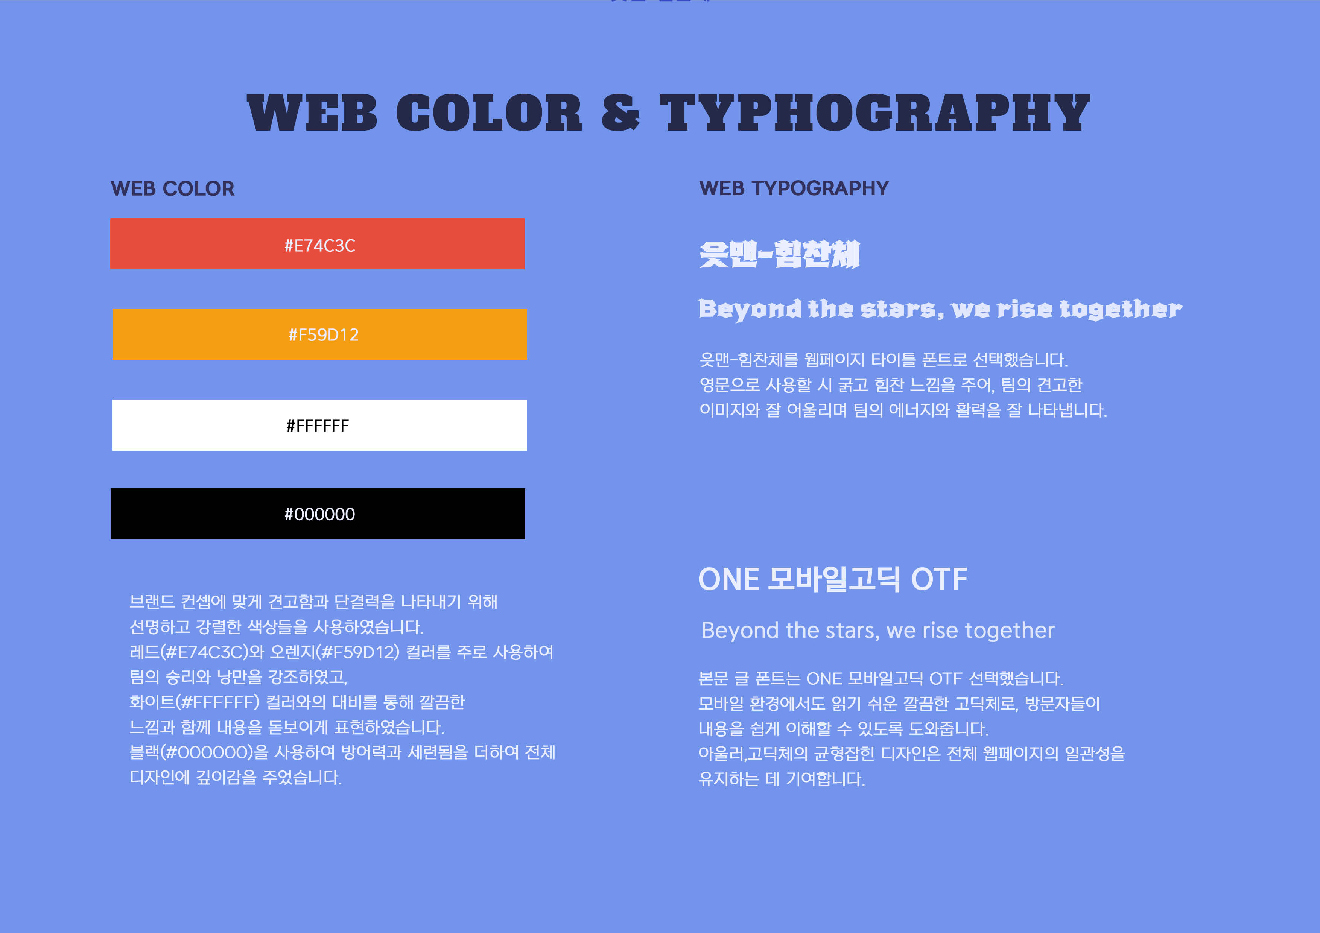 WEB COLOR & TYPHOGRAPHY
WEB COLOR
#E74C3C
#F59D12
#FFFFFF
#000000
브랜드 컨셉에 맞게 견고함과 단결력을 나타내기 위해
선명하고 강렬한 색상들을 사용하였습니다.
레드(#E74C3C)와 오렌지(#F59D12) 컬러를 주로 사용하여
팀의 승리와 낭만을 강조하였고,
화이트(#FFFFFF) 컬러와의 대비를 통해 깔끔한
느낌과 함께 내용을 돋보이게 표현하였습니다.
블랙(#000000)을 사용하여 방어력과 세련됨을 더하여 전체
디자인에 깊이감을 주었습니다.
WEB TYPOGRAPHY
읏맨-힘찬체
Beyond the stars, we rise together
읏맨-힘찬체를 웹페이지 타이틀 폰트로 선택했습니다.
영문으로 사용할 시 굵고 힘찬 느낌을 주어, 팀의 견고한
이미지와 잘 어울리며 팀의 에너지와 활력을 잘 나타냅니다.
ONE 모바일고딕 OTF
Beyond the stars, we rise together
본문 글 폰트는 ONE 모바일고딕 OTF 선택했습니다.
모바일 환경에서도 읽기 쉬운 깔끔한 고딕체로, 방문자들이
내용을 쉽게 이해할 수 있도록 도와줍니다.
아울러,고딕체의 균형잡힌 디자인은 전체 웹페이지의 일관성을
유지하는 데 기여합니다.